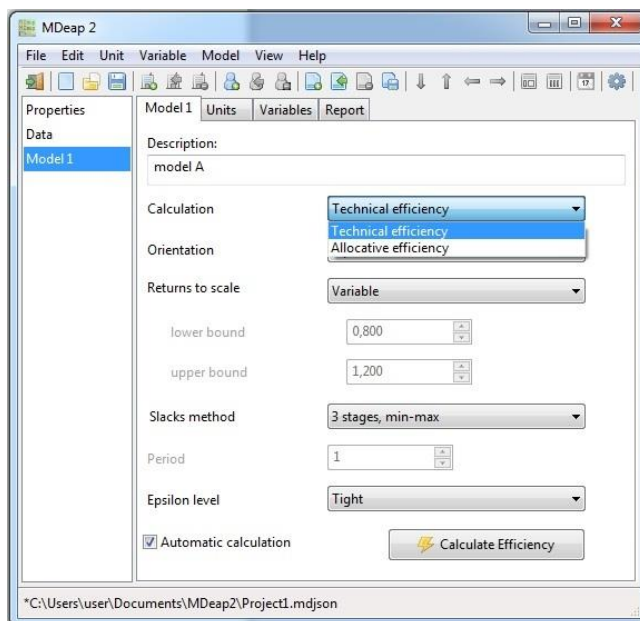 MDeap 2
File Edit Unit Variable Model View Help
17
Properties
Data
Model 1
Model 1 Units Variables Report
Description:
model A
Calculation Technical efficiency
Technical efficiency
Allocative efficiency
Orientation
Returns to scale Variable
lower bound 0,800
upper bound 1,200
Slacks method 3 stages, min-max
Period 1
Epsilon level Tight
Automatic calculation Calculate Efficiency
*C:\Users\user\Documents\MDeap2\Project1.mdjson